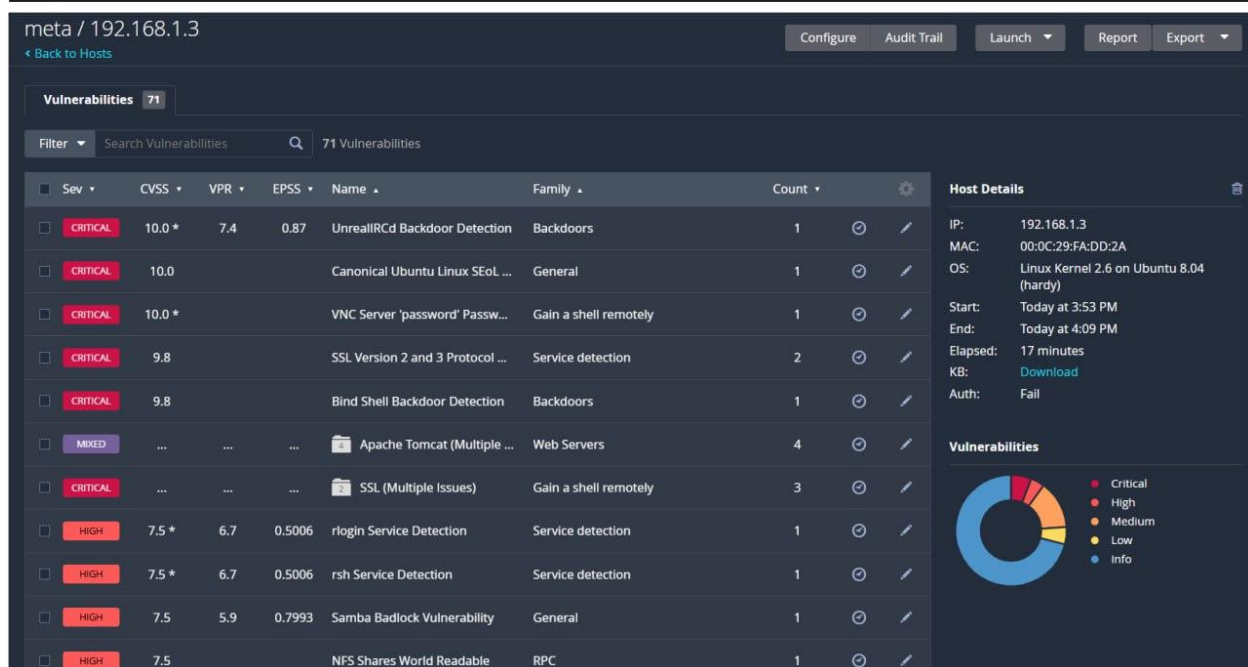 meta / 192.168.1.3
< Back to Hosts
Configure Audit Trail Launch Report Export
Vulnerabilities 71
Filter Search Vulnerabilities 71 Vulnerabilities
Sev CVSS VPR EPSS Name Family Count
CRITICAL 10.0 * 7.4 0.87 UnrealIRCd Backdoor Detection Backdoors 1
CRITICAL 10.0 Canonical Ubuntu Linux SEoL ... General 1
CRITICAL 10.0 * VNC Server 'password' Passw... Gain a shell remotely 1
CRITICAL 9.8 SSL Version 2 and 3 Protocol ... Service detection 2
CRITICAL 9.8 Bind Shell Backdoor Detection Backdoors 1
MIXED ... ... ... 4 Apache Tomcat (Multiple ... Web Servers 4
CRITICAL ... ... ... 2 SSL (Multiple Issues) Gain a shell remotely 3
HIGH 7.5 * 6.7 0.5006 rlogin Service Detection Service detection 1
HIGH 7.5 * 6.7 0.5006 rsh Service Detection Service detection 1
HIGH 7.5 5.9 0.7993 Samba Badlock Vulnerability General 1
HIGH 7.5 NFS Shares World Readable RPC 1
Host Details
IP: 192.168.1.3
MAC: 00:0C:29:FA:DD:2A
OS: Linux Kernel 2.6 on Ubuntu 8.04
(hardy)
Start: Today at 3:53 PM
End: Today at 4:09 PM
Elapsed: 17 minutes
KB: Download
Auth: Fail
Vulnerabilities
Critical
High
Medium
Low
Info